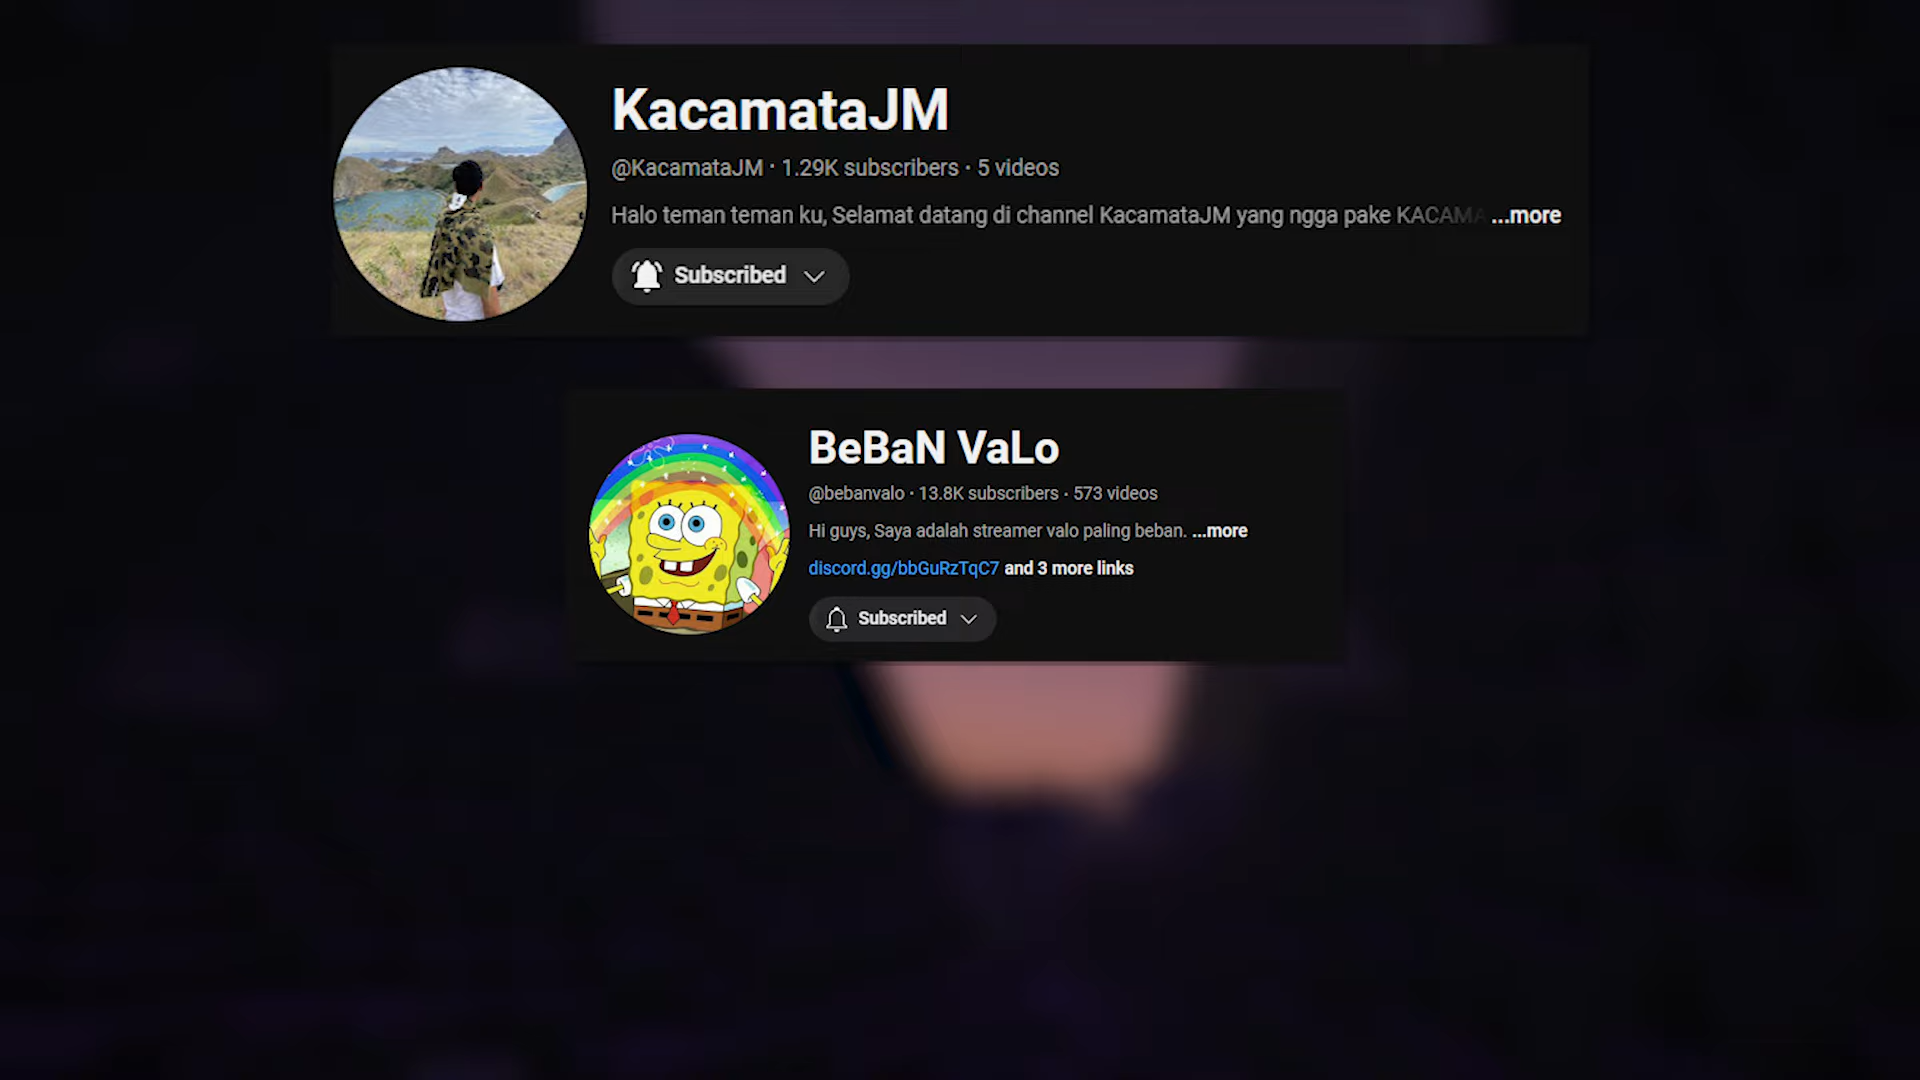 KacamataJM
@KacamataJM · 1.29K subscribers · 5 videos
Halo teman teman ku, Selamat datang di channel KacamataJM yang ngga pake KACAMA ...more
Subscribed
BeBaN VaLo
@bebanvalo · 13.8K subscribers · 573 videos
Hi guys, Saya adalah streamer valo paling beban. ...more
discord.gg/bbGuRzTqC7 and 3 more links
Subscribed